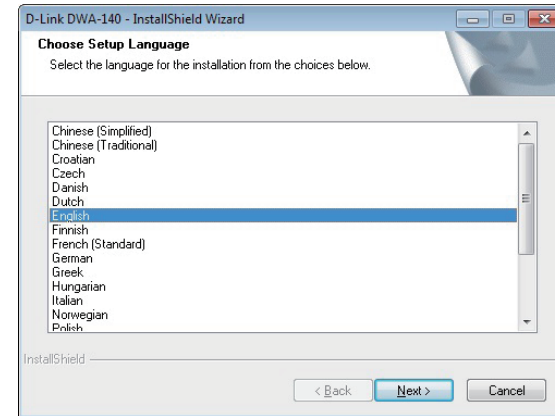 D-Link DWA-140 - InstallShield Wizard
Choose Setup Language
Select the language for the installation from the choices below.
Chinese (Simplified)
Chinese (Traditional)
Croatian
Czech
Danish
Dutch
English
Finnish
French (Standard)
German
Greek
Hungarian
Italian
Norwegian
Polish
InstallShield
< Back
Next >
Cancel